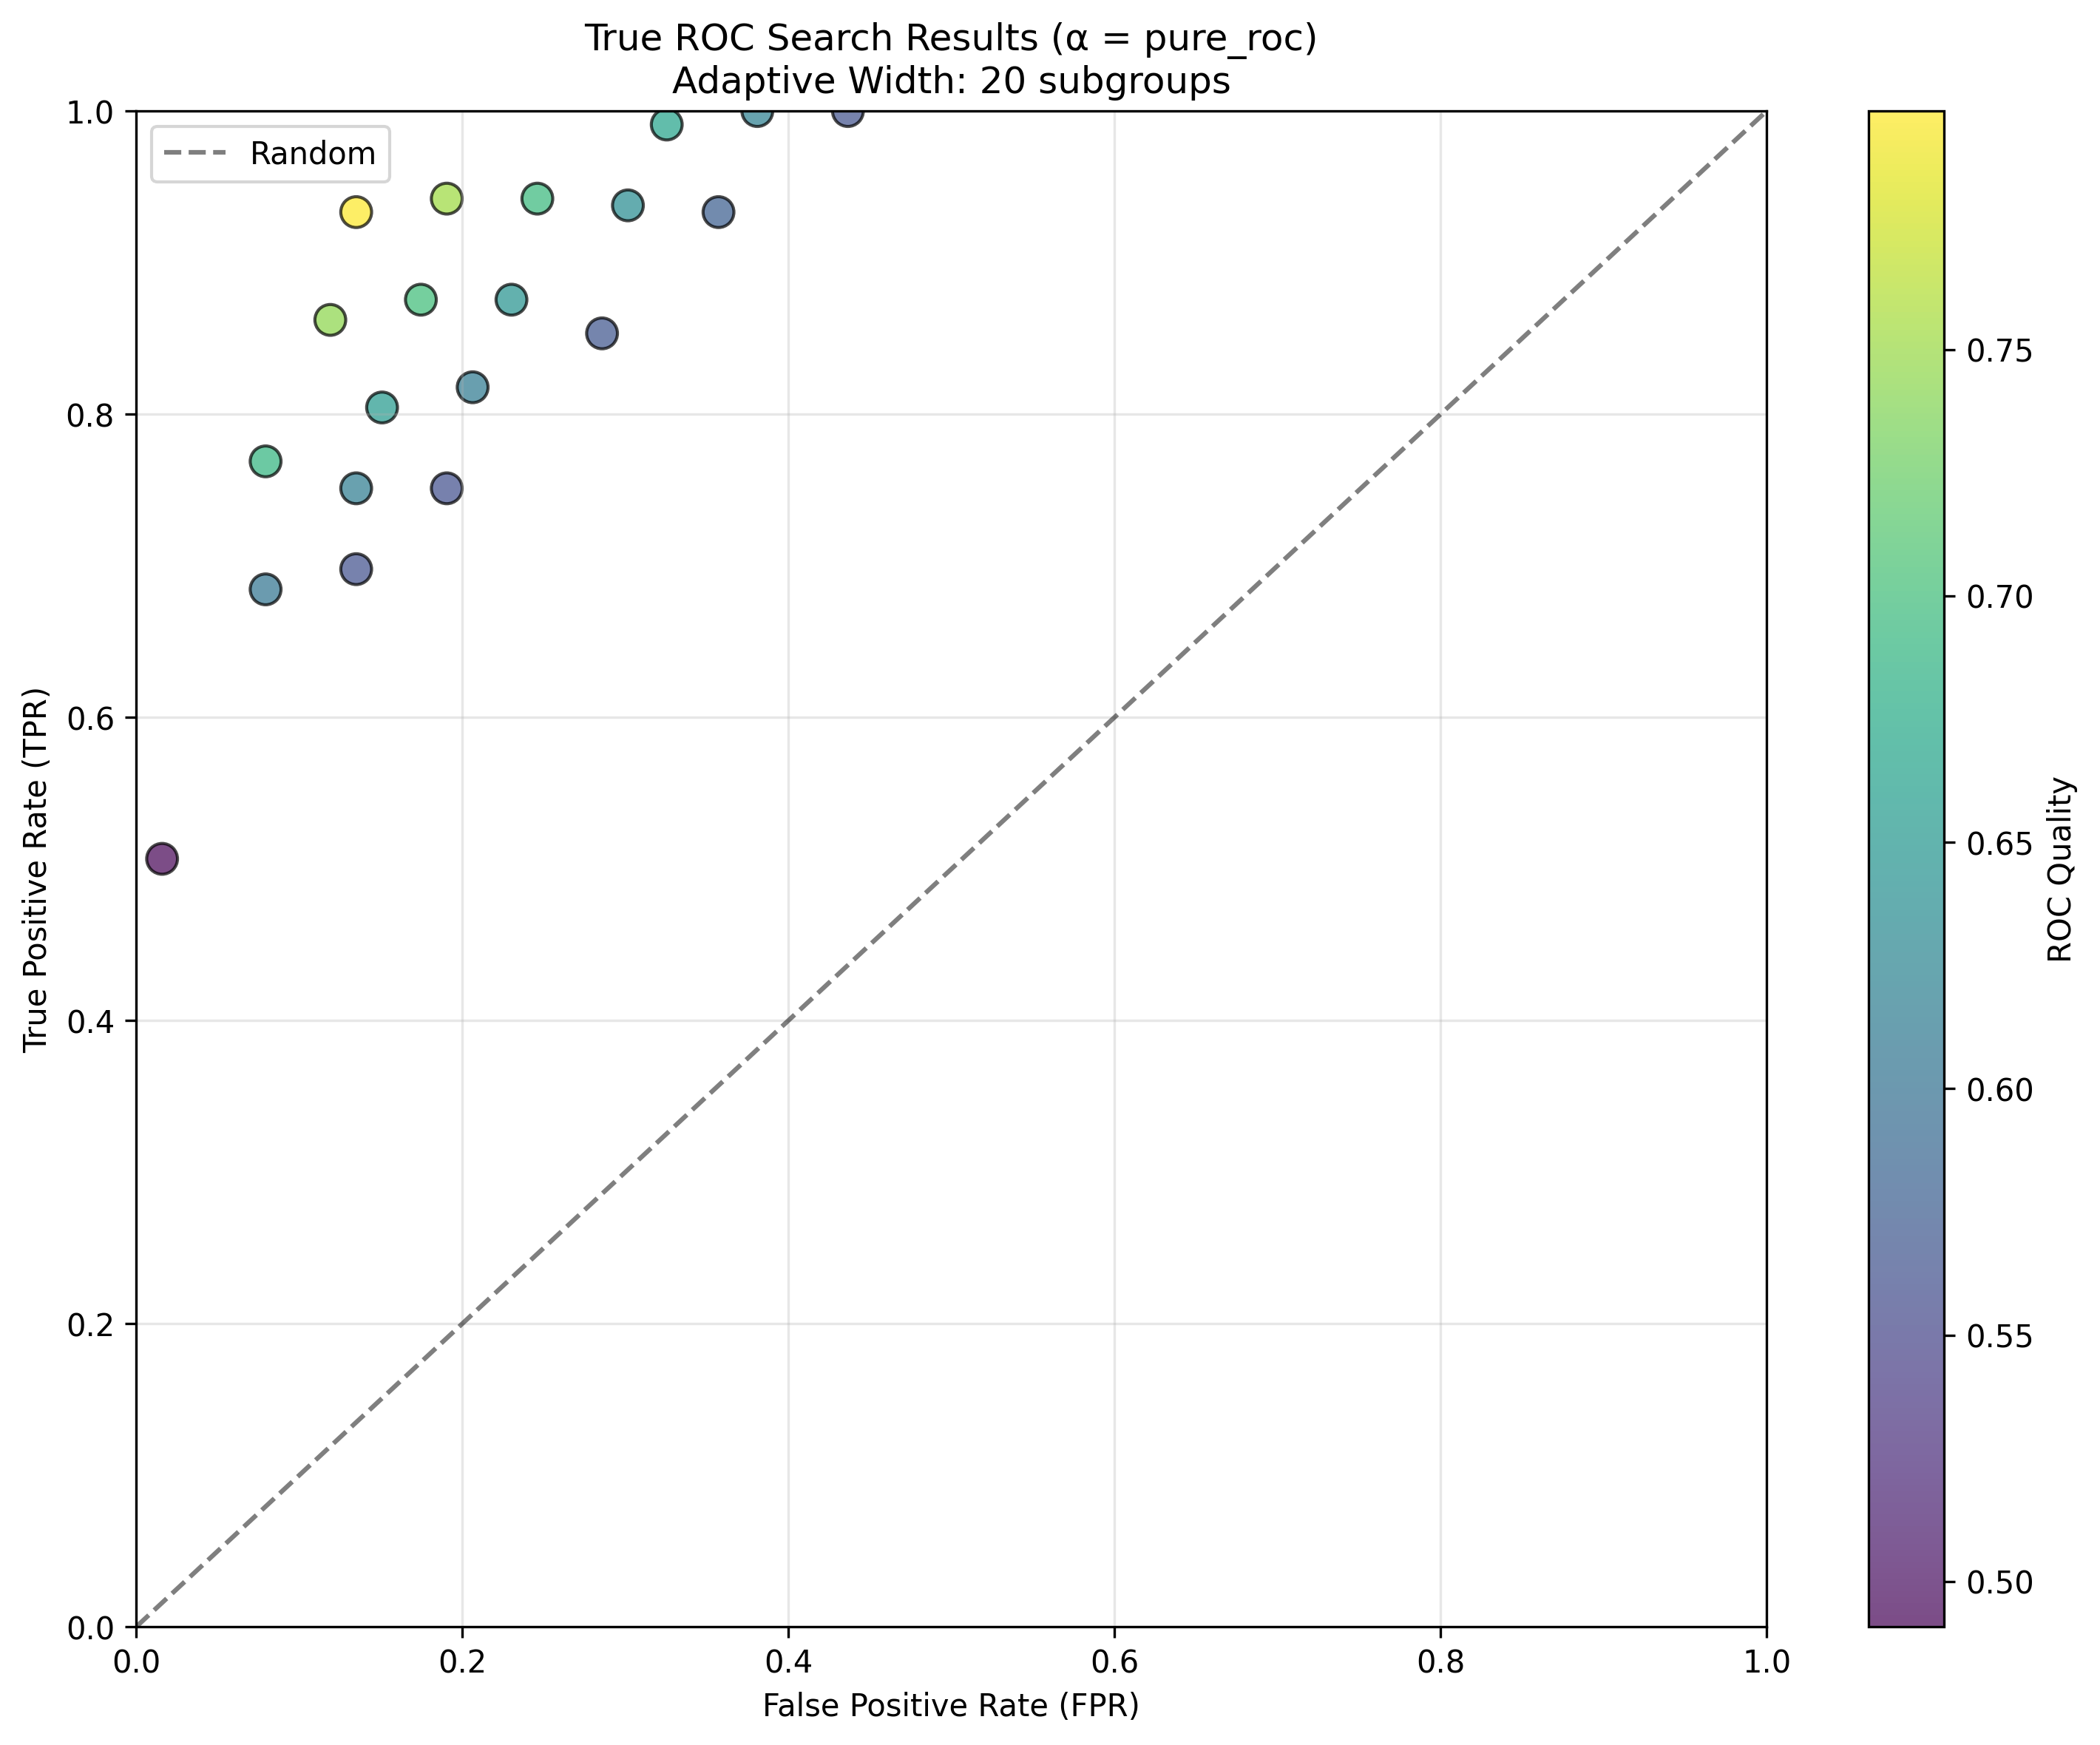 True ROC Search Results (α = pure_roc)
Adaptive Width: 20 subgroups
Random
True Positive Rate (TPR)
1.0
0.8
0.6
0.4
0.2
0.0
0.0 0.2 0.4 0.6 0.8 1.0
False Positive Rate (FPR)
0.75
0.70
0.65
0.60
0.55
0.50
ROC Quality